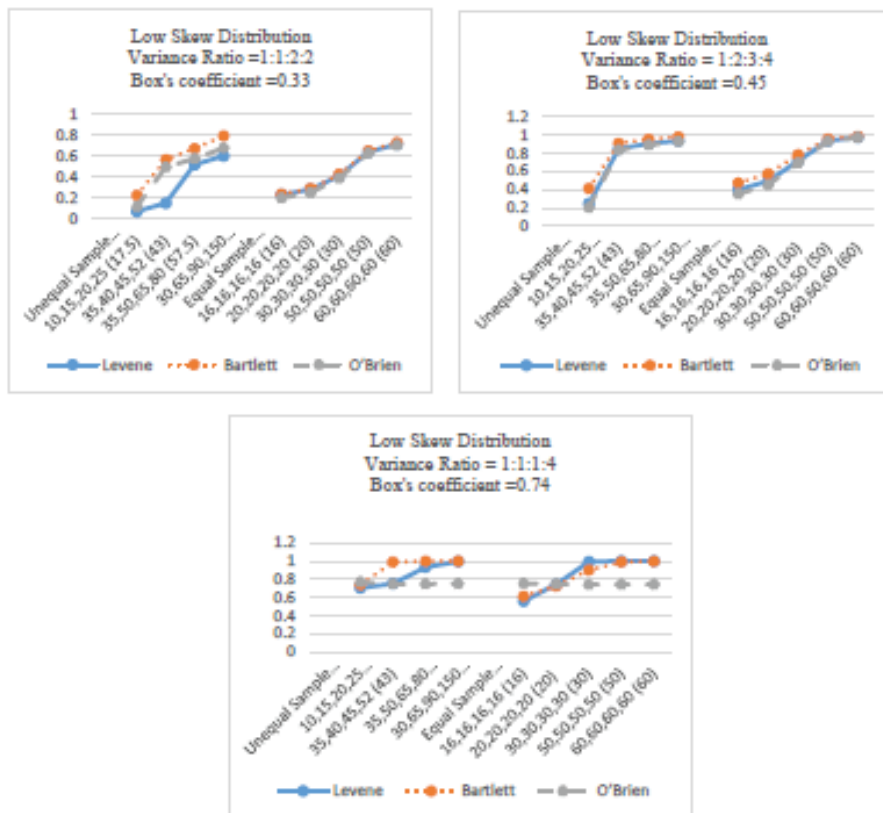 Low Skew Distribution
Variance Ratio =1:1:2:2
Box's coefficient =0.33
1
0.8
0.6
0.4
0.2
0
Unequal Sample...
10,15,20,25 (17.5)
35,40,45,52 (43)
35,50,65,80 (57.5)
30,65,90,150...
Equal Sample...
16,16,16,16 (16)
20,20,20,20 (20)
30,30,30,30 (30)
50,50,50,50 (50)
60,60,60,60 (60)
Levene Bartlett O'Brien
Low Skew Distribution
Variance Ratio = 1:2:3:4
Box's coefficient =0.45
1.2
1
0.8
0.6
0.4
0.2
0
Unequal Sample...
10,15,20,25...
35,40,45,52 (43)
35,50,65,80...
30,65,90,150...
Equal Sample...
16,16,16,16 (16)
20,20,20,20 (20)
30,30,30,30 (30)
50,50,50,50 (50)
60,60,60,60 (60)
Levene Bartlett O'Brien
Low Skew Distribution
Variance Ratio = 1:1:1:4
Box's coefficient =0.74
1.2
1
0.8
0.6
0.4
0.2
0
Unequal Sample...
10,15,20,25...
35,40,45,52 (43)
35,50,65,80...
30,65,90,150...
Equal Sample...
16,16,16,16 (16)
20,20,20,20 (20)
30,30,30,30 (30)
50,50,50,50 (50)
60,60,60,60 (60)
Levene Bartlett O'Brien